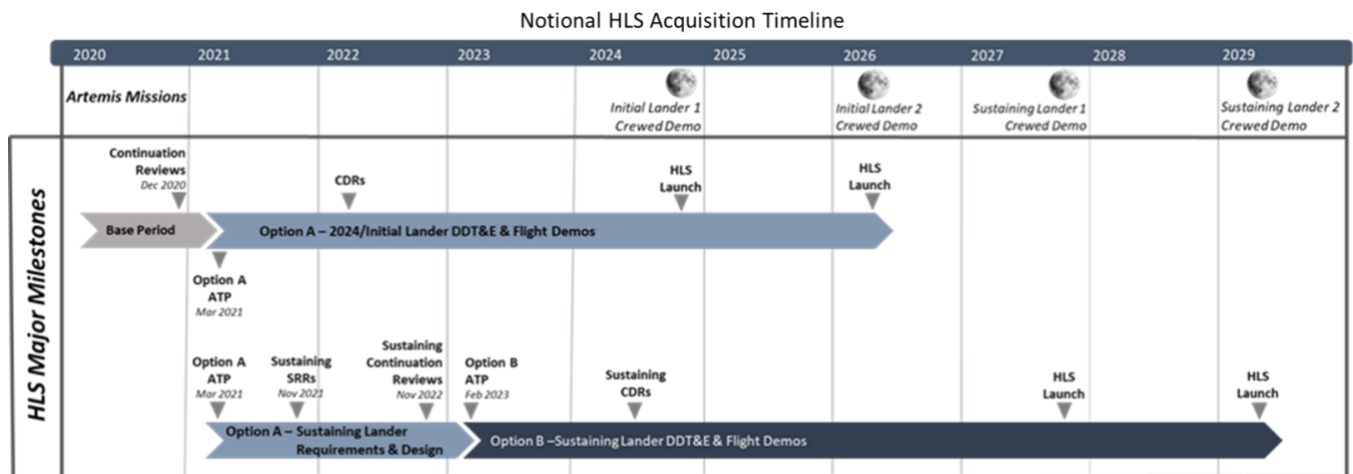 Notional HLS Acquisition Timeline
2020 2021 2022 2023 2024 2025 2026 2027 2028 2029
Artemis Missions
Initial Lander 1
Crewed Demo
Initial Lander 2
Crewed Demo
Sustaining Lander 1
Crewed Demo
Sustaining Lander 2
Crewed Demo
HLS Major Milestones
Continuation
Reviews
Dec 2020
CDRs
HLS
Launch
HLS
Launch
Base Period
Option A – 2024/Initial Lander DDT&E & Flight Demos
Option A
ATP
Mar 2021
Option A
ATP
Mar 2021
Sustaining
SRRs
Nov 2021
Sustaining
Continuation
Reviews
Nov 2022
Option B
ATP
Feb 2023
Sustaining
CDRs
HLS
Launch
HLS
Launch
Option A – Sustaining Lander
Requirements & Design
Option B –Sustaining Lander DDT&E & Flight Demos